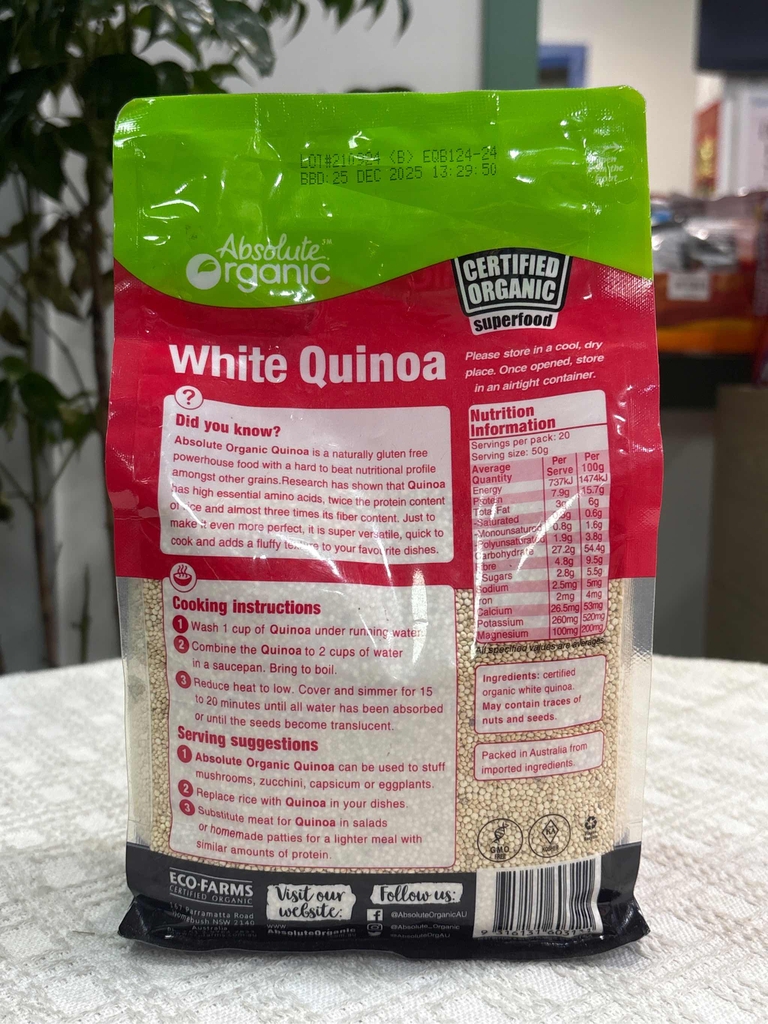 BBD:25 DEC 2025 13:29:50
Absolute
Organic
CERTIFIED
ORGANIC
superfood
White Quinoa
Please store in a cool, dry
place. Once opened, store
in an airtight container.
?
Did you know?
Absolute Organic Quinoa is a naturally gluten free
powerhouse food with a hard to beat nutritional profile
amongst other grains.Research has shown that Quinoa
has high essential amino acids, twice the protein content
of rice and almost three times its fiber content. Just to
make it even more perfect, it is super versatile, quick to
cook and adds a fluffy texture to your favourite dishes.
Cooking instructions
1 Wash 1 cup of Quinoa under running water.
2 Combine the Quinoa to 2 cups of water
in a saucepan. Bring to boil.
3 Reduce heat to low. Cover and simmer for 15
to 20 minutes until all water has been absorbed
or until the seeds become translucent.
Serving suggestions
1 Absolute Organic Quinoa can be used to stuff
mushrooms, zucchini, capsicum or eggplants.
2 Replace rice with Quinoa in your dishes.
3 Substitute meat for Quinoa in salads
or homemade patties for a lighter meal with
similar amounts of protein.
Nutrition
Information
Servings per pack: 20
Serving size: 50g
Average Quantity Per Serve Per 100g
Energy 737kJ 1474kJ
Protein 7.9g 15.7g
Total Fat 3g 6g
-Saturated 0.6g
-Monounsaturated 0.8g 1.6g
-Polyunsaturated 1.9g 3.8g
Carbohydrate 27.2g 54.4g
Fibre 4.8g 9.5g
Sugars 2.8g 5.5g
Sodium 2.5mg 5mg
Iron 2mg 4mg
Calcium 26.5mg 53mg
Potassium 260mg 520mg
Magnesium 100mg 200mg
All specified values are averages
Ingredients: certified
organic white quinoa.
May contain traces of
nuts and seeds.
Packed in Australia from
imported ingredients.
GMO
FREE
ECO-FARMS
CERTIFIED ORGANIC
Parramatta Road
Homebush NSW 2140
Australia
Visit our
website:
www
AbsoluteOrganic
Follow us:
@AbsoluteOrganicAU
@Absolute_Organic
@AbsoluteOrgAU